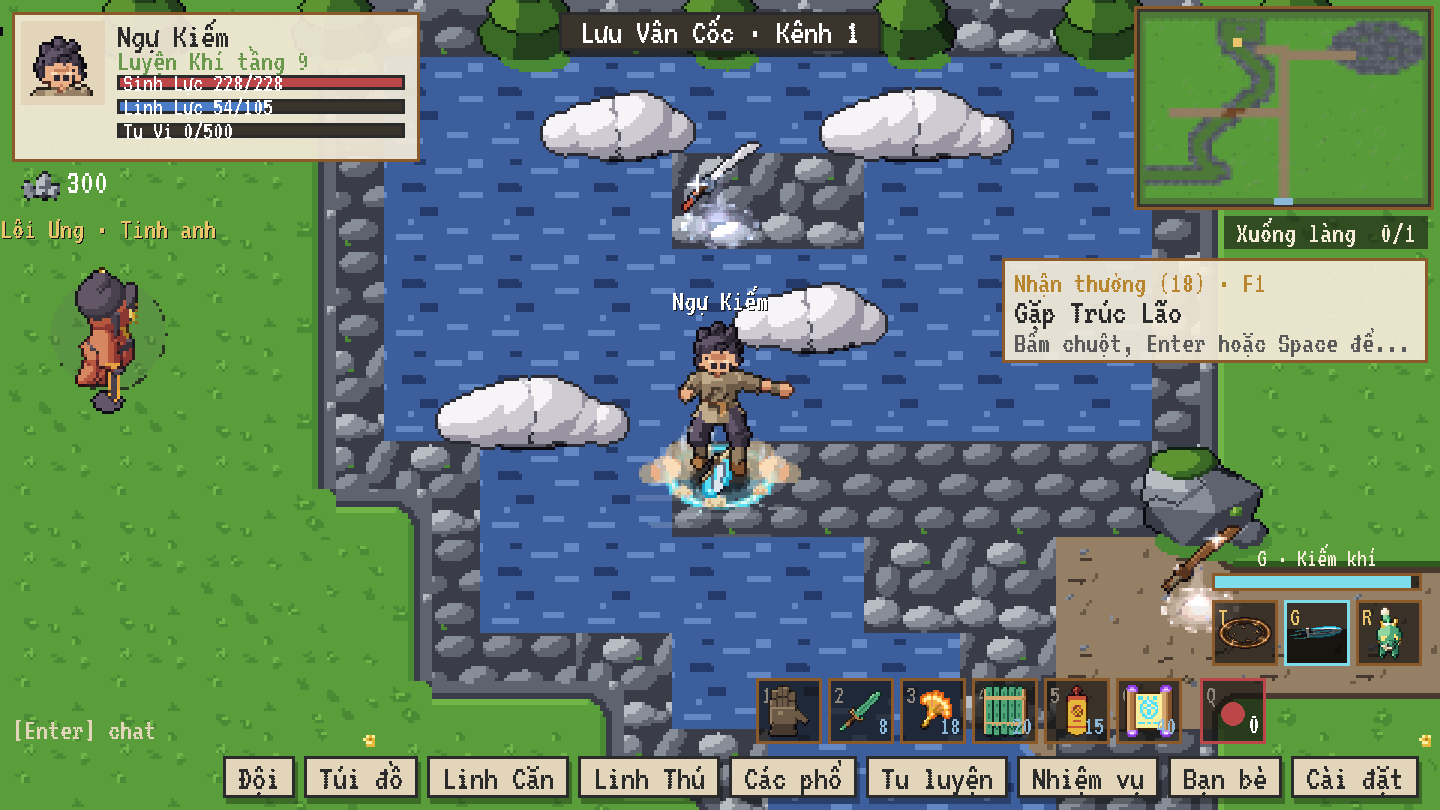 Ngự Kiếm
Luyện Khí tầng 9
Sinh Lực 228/228
Linh Lực 54/105
Tu Vi 0/500
300
Lưu Vân Cốc · Kênh 1
Lôi Ưng · Tinh anh
Xuống làng 0/1
Nhận thưởng (18) · F1
Gặp Trúc Lão
Bấm chuột, Enter hoặc Space để...
Ngự Kiếm
G · Kiếm khí
T G R
1 2 3 4 5 Q
8 18 20 15 0
[Enter] chat
Đội Túi đồ Linh Căn Linh Thú Các phổ Tu luyện Nhiệm vụ Bạn bè Cài đặt